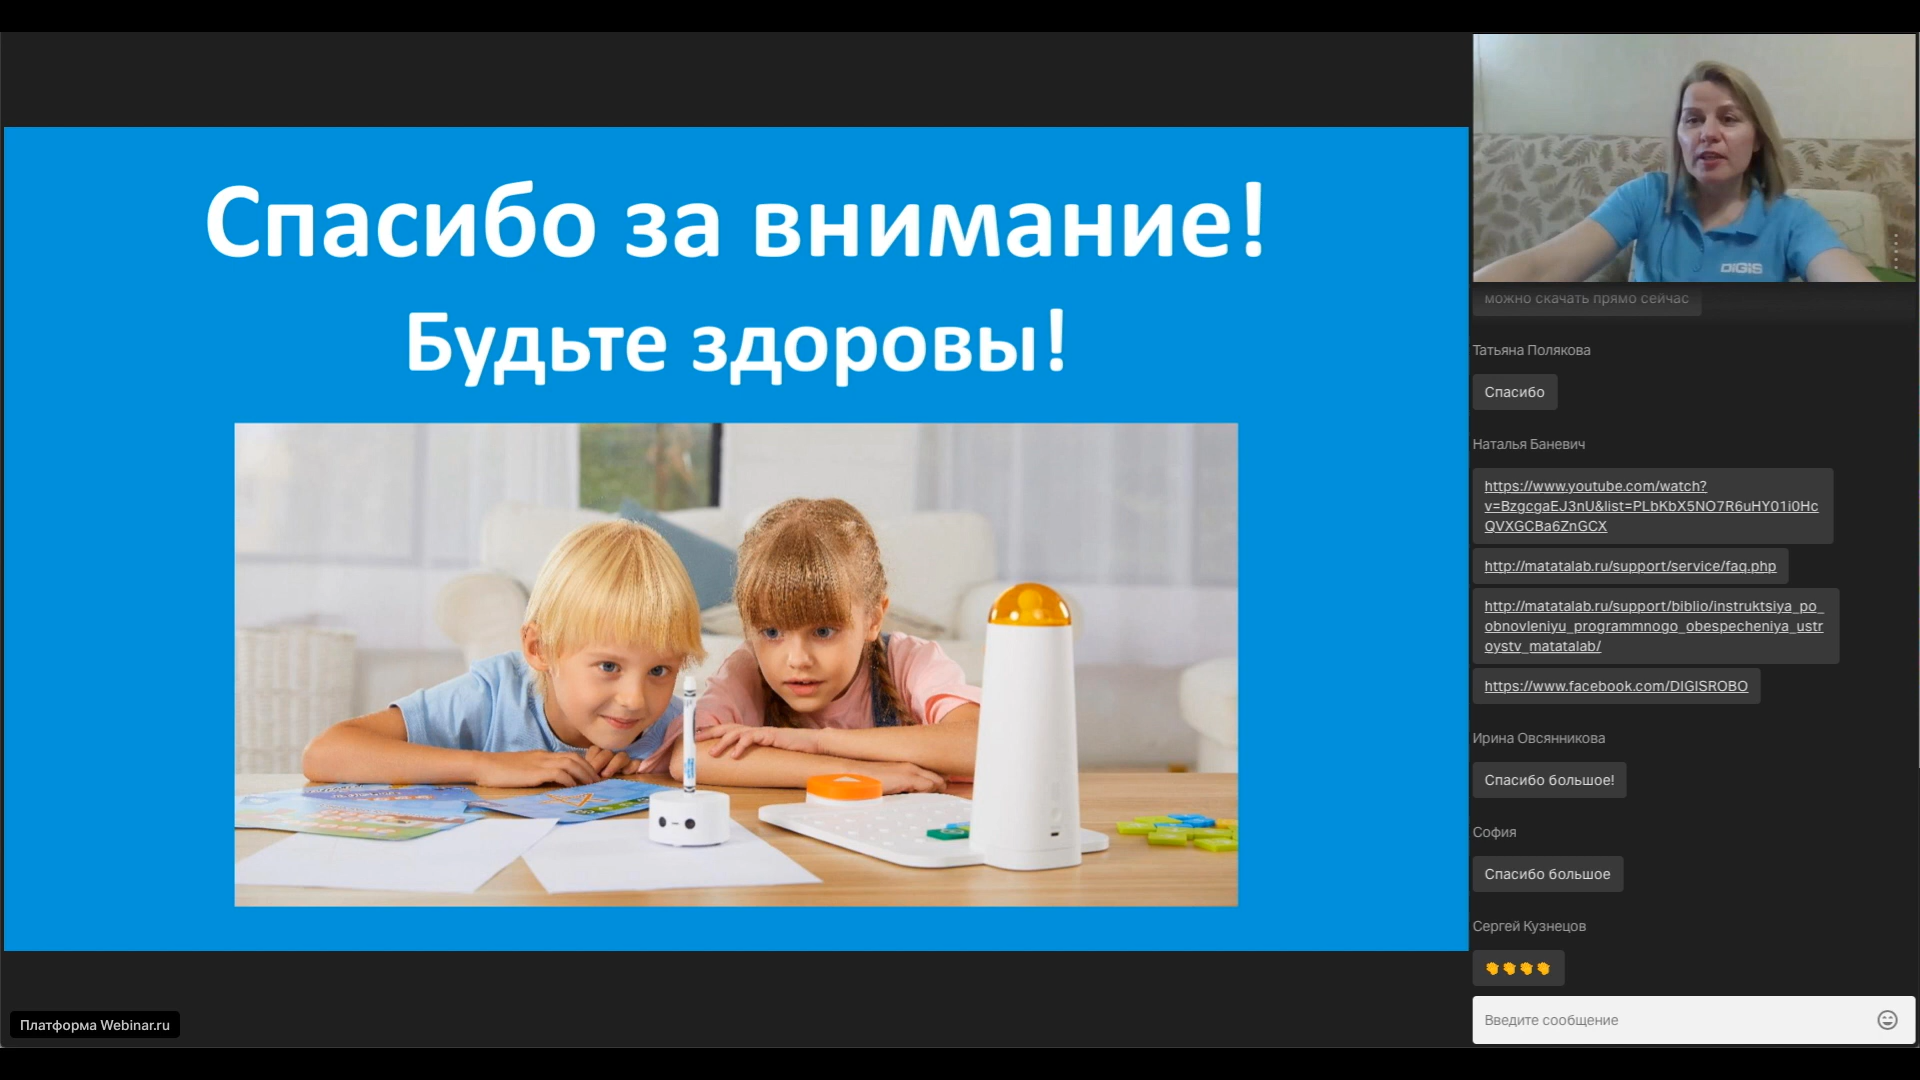 Спасибо за внимание!
Будьте здоровы!
Платформа Webinar.ru
DIGIS
можно скачать прямо сейчас
Татьяна Полякова
Спасибо
Наталья Баневич
https://www.youtube.com/watch?
v=BzgcgaEJ3nU&list=PLbKbX5NO7R6uHY01i0Hc
QVXGCBa6ZnGCX
http://matatalab.ru/support/service/faq.php
http://matatalab.ru/support/biblio/instruktsiya_po_
obnovleniyu_programmnogo_obespecheniya_ustr
oystv_matatalab/
https://www.facebook.com/DIGISROBO
Ирина Овсянникова
Спасибо большое!
София
Спасибо большое
Сергей Кузнецов
👏👏👏👏
Введите сообщение